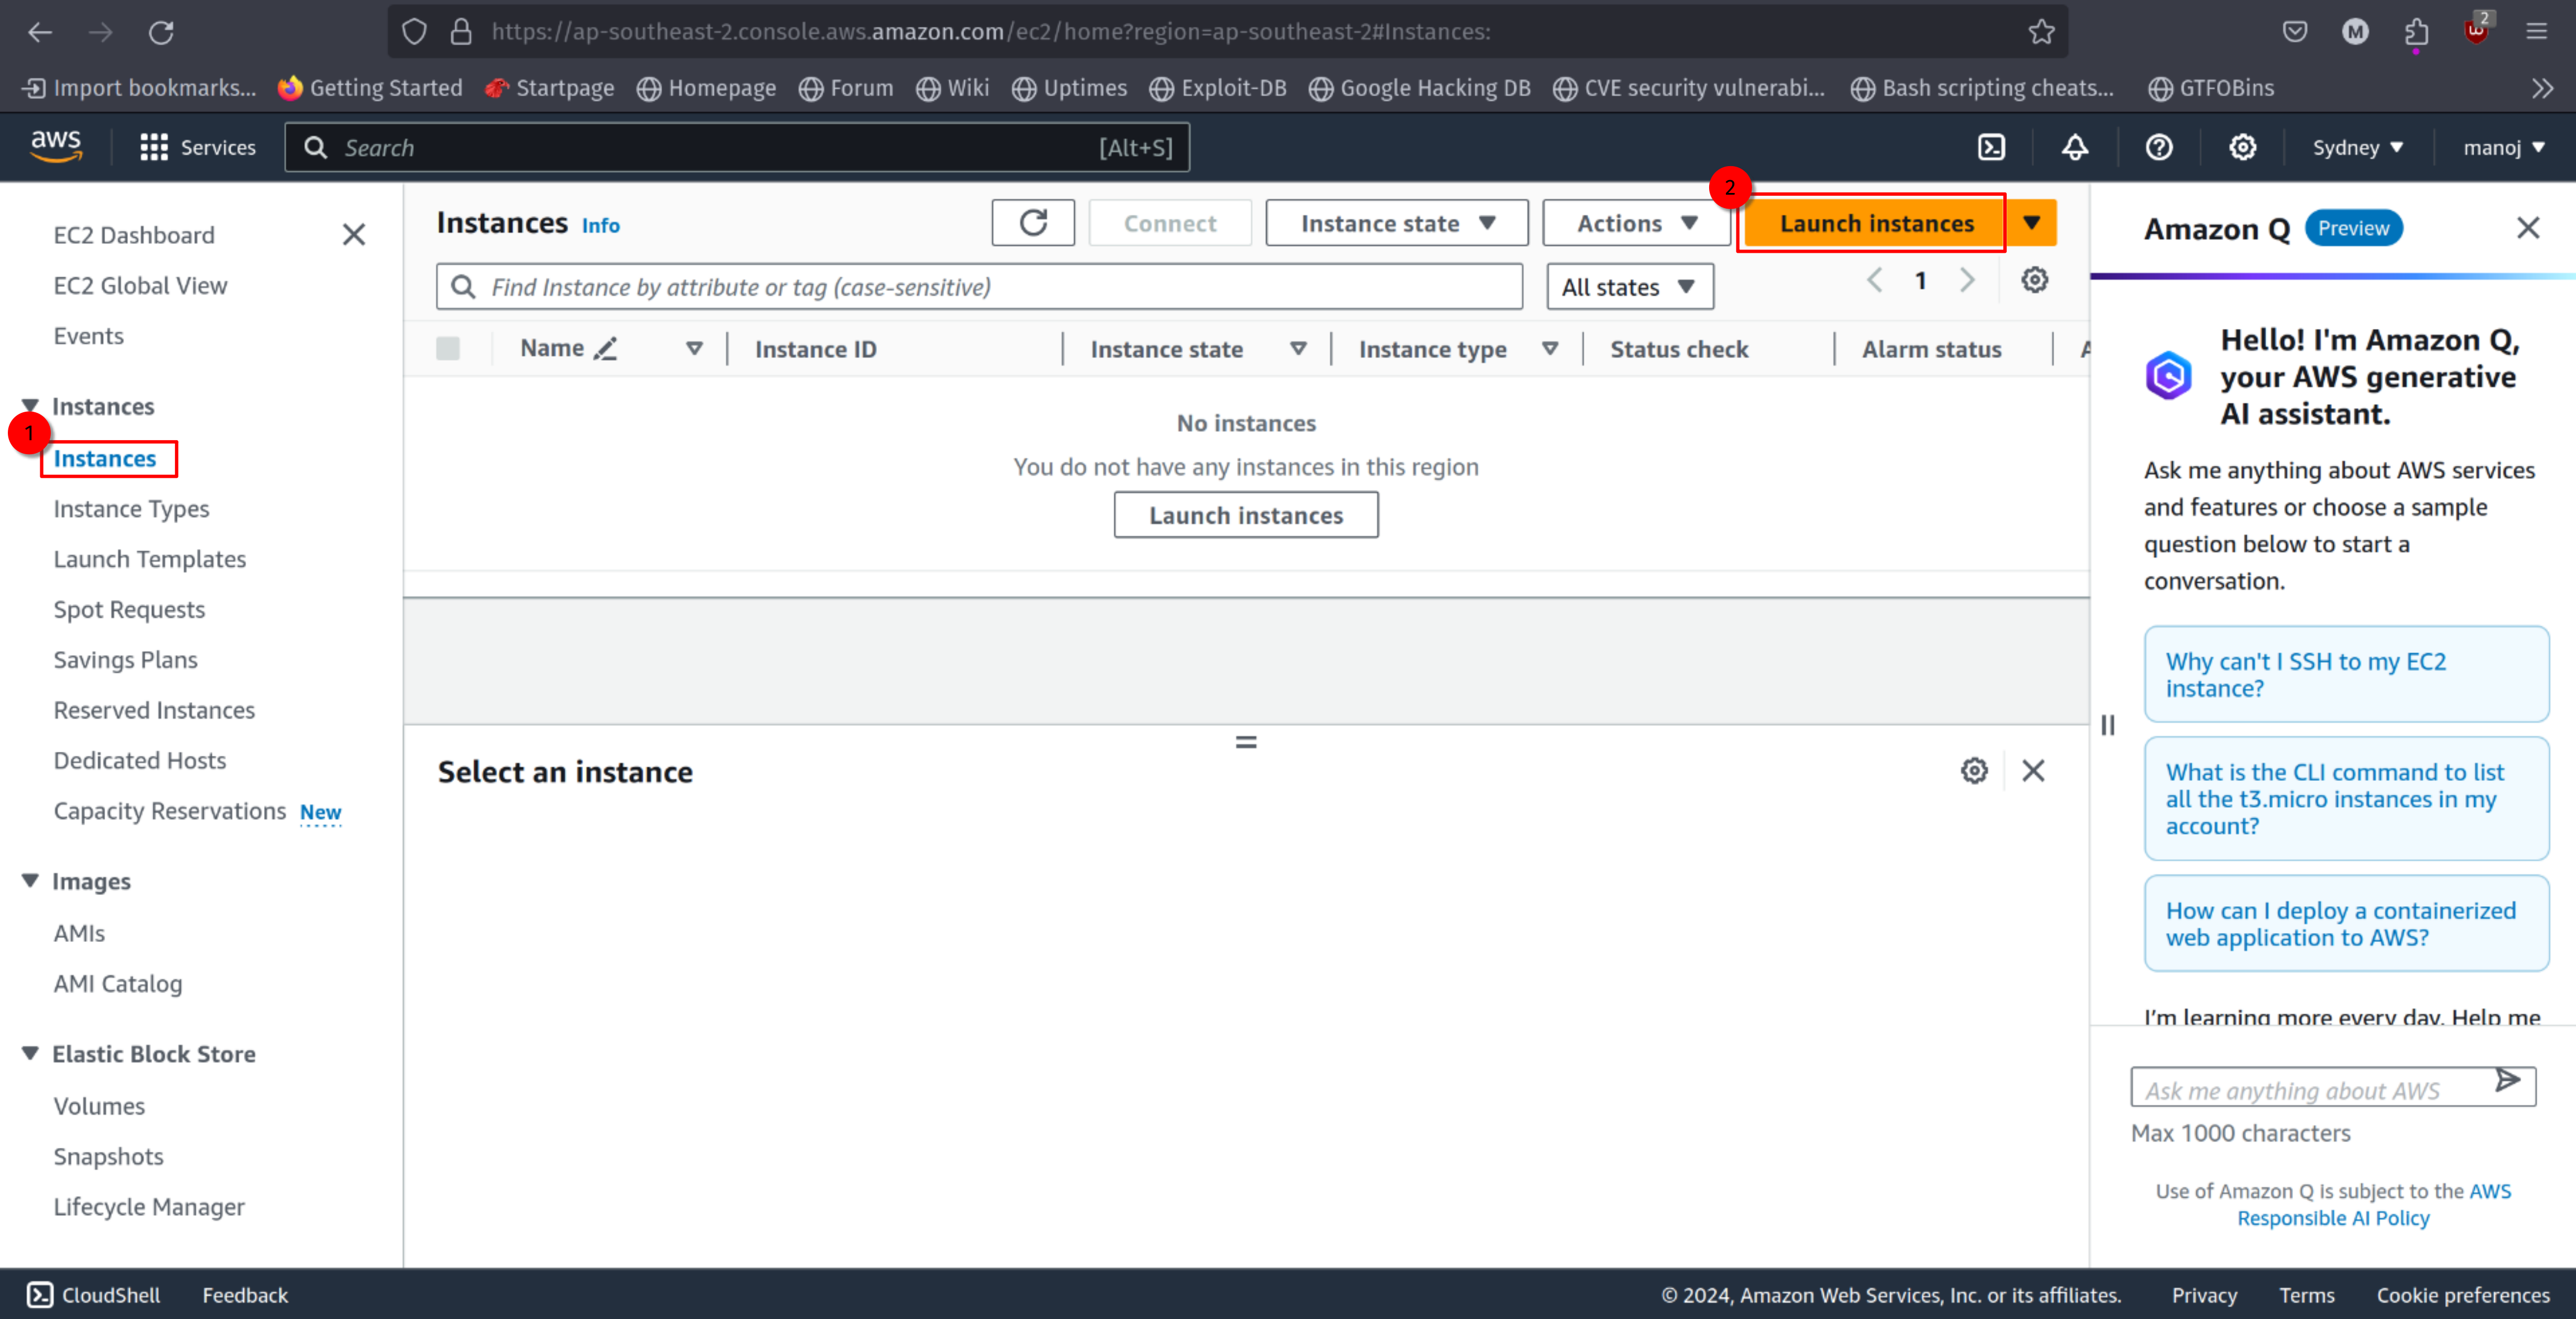 https://ap-southeast-2.console.aws.amazon.com/ec2/home?region=ap-southeast-2#Instances:
M
2
Import bookmarks... Getting Started Startpage Homepage Forum Wiki Uptimes Exploit-DB Google Hacking DB CVE security vulnerabi... Bash scripting cheats... GTFOBins
aws Services Search [Alt+S] Sydney manoj
EC2 Dashboard
EC2 Global View
Events
Instances
1
Instances
Instance Types
Launch Templates
Spot Requests
Savings Plans
Reserved Instances
Dedicated Hosts
Capacity Reservations New
Images
AMIs
AMI Catalog
Elastic Block Store
Volumes
Snapshots
Lifecycle Manager
2
Instances Info Connect Instance state Actions Launch instances
Find Instance by attribute or tag (case-sensitive) All states 1
Name Instance ID Instance state Instance type Status check Alarm status A
No instances
You do not have any instances in this region
Launch instances
Select an instance
Amazon Q Preview
Hello! I'm Amazon Q,
your AWS generative
AI assistant.
Ask me anything about AWS services
and features or choose a sample
question below to start a
conversation.
Why can't I SSH to my EC2
instance?
What is the CLI command to list
all the t3.micro instances in my
account?
How can I deploy a containerized
web application to AWS?
I'm learning more every day. Help me
Ask me anything about AWS
Max 1000 characters
Use of Amazon Q is subject to the AWS
Responsible AI Policy
CloudShell Feedback © 2024, Amazon Web Services, Inc. or its affiliates. Privacy Terms Cookie preferences